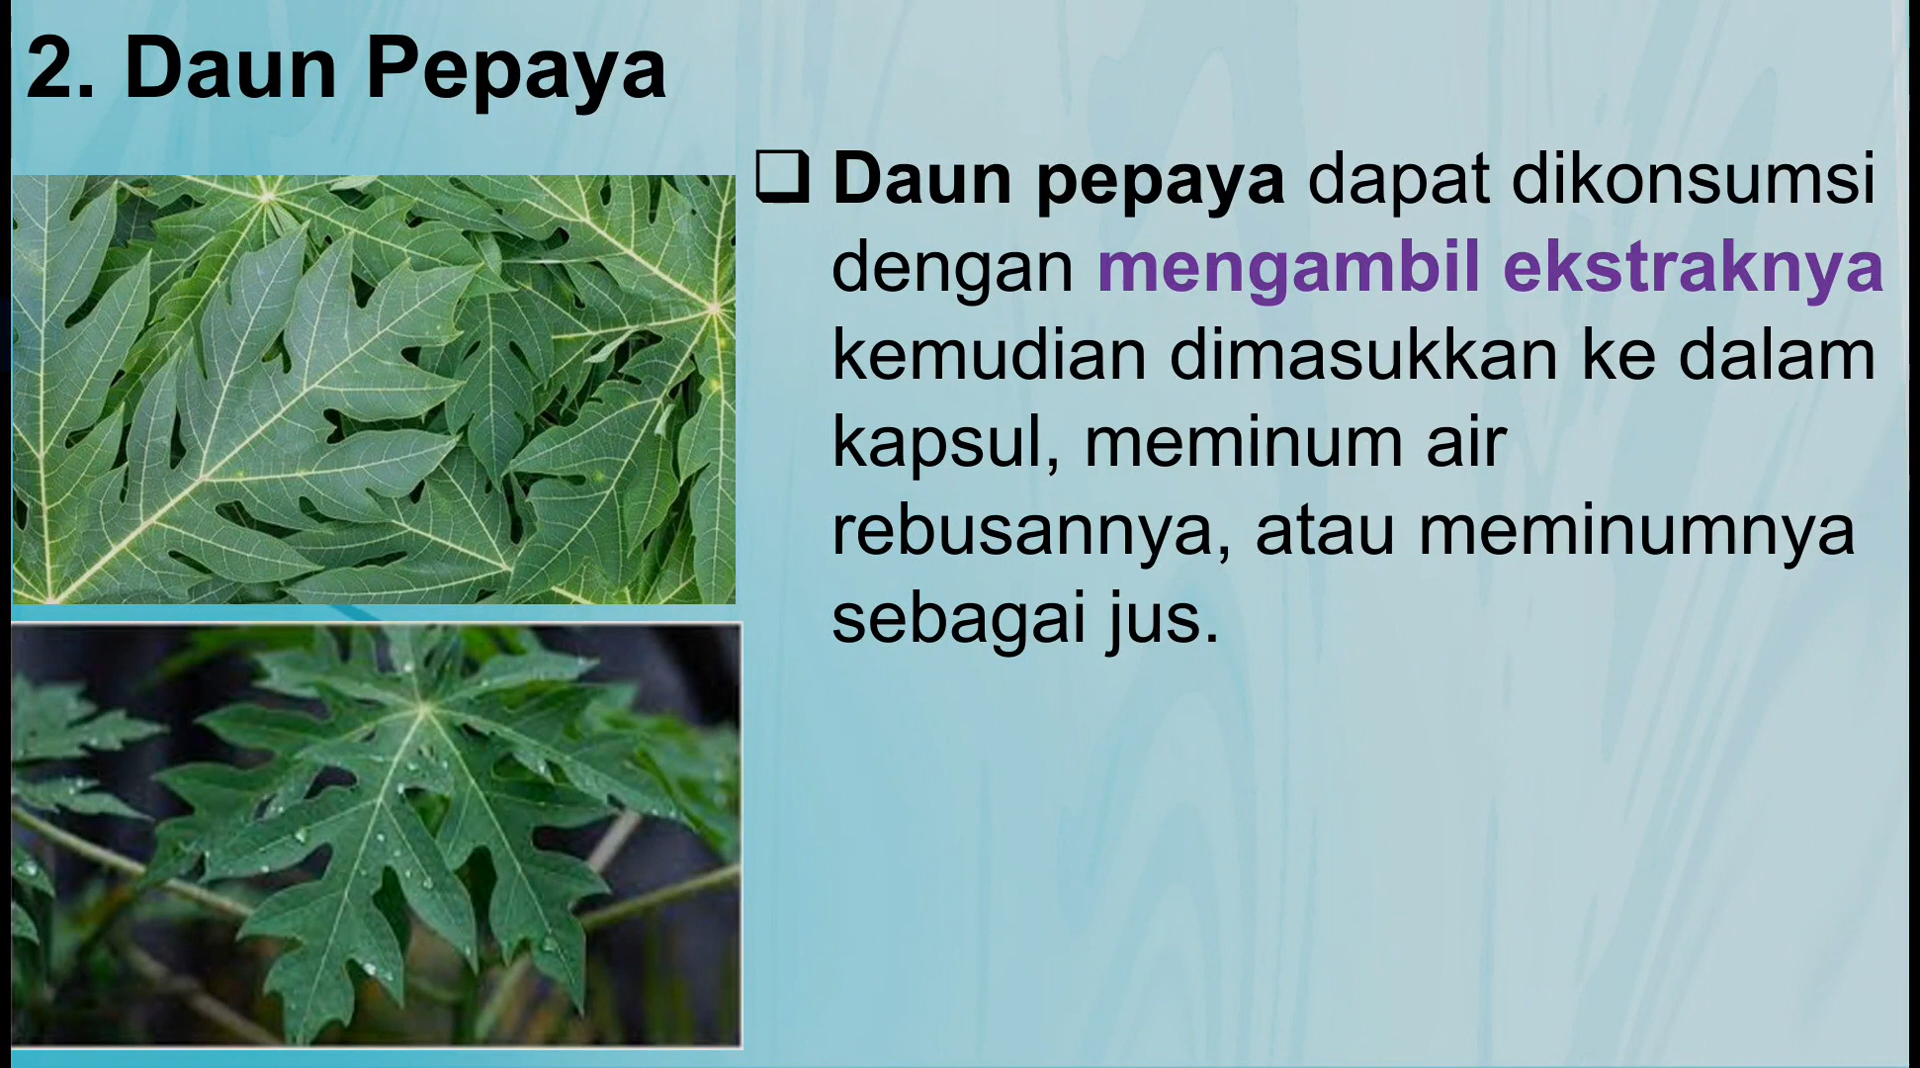 2. Daun Pepaya
❑ Daun pepaya dapat dikonsumsi
dengan mengambil ekstraknya
kemudian dimasukkan ke dalam
kapsul, meminum air
rebusannya, atau meminumnya
sebagai jus.